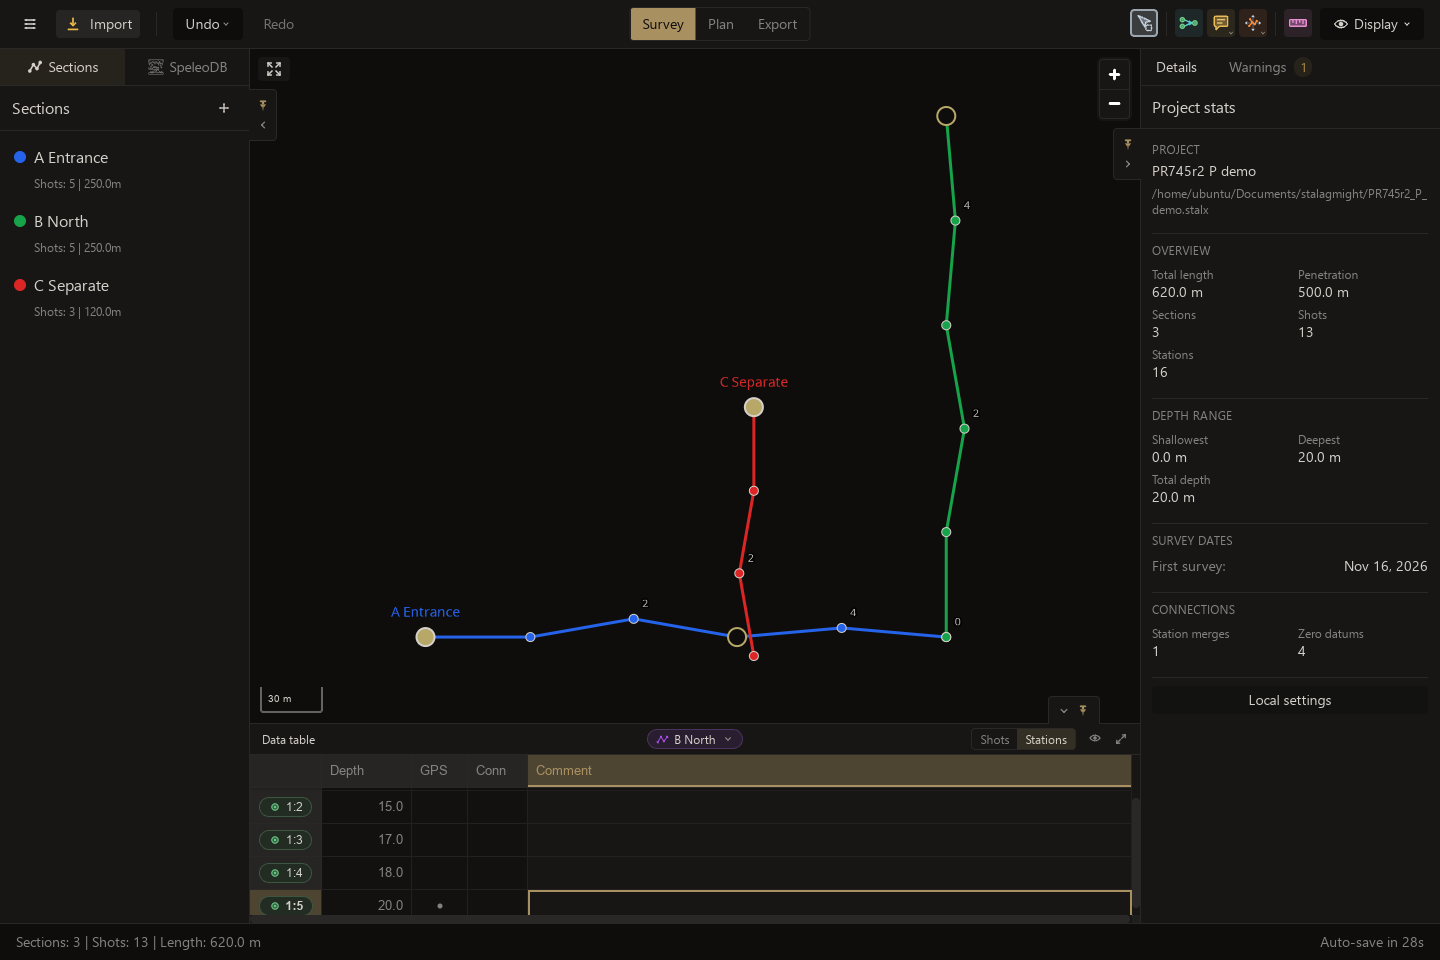 Import
Undo
Redo
Survey
Plan
Export
Display
Sections
SpeleoDB
Details
Warnings
1
Sections
Project stats
A Entrance
Shots: 5 | 250.0m
B North
Shots: 5 | 250.0m
C Separate
Shots: 3 | 120.0m
PROJECT
PR745r2 P demo
/home/ubuntu/Documents/stalagmight/PR745r2_P_
demo.stalx
OVERVIEW
Total length
Penetration
620.0 m
500.0 m
Sections
Shots
3
13
Stations
16
DEPTH RANGE
Shallowest
Deepest
0.0 m
20.0 m
Total depth
20.0 m
SURVEY DATES
First survey:
Nov 16, 2026
CONNECTIONS
Station merges
Zero datums
1
4
Local settings
4
2
C Separate
2
A Entrance
2
4
0
30 m
Data table
B North
Shots
Stations
Depth
GPS
Conn
Comment
1:2
15.0
1:3
17.0
1:4
18.0
1:5
20.0
Sections: 3 | Shots: 13 | Length: 620.0 m
Auto-save in 28s